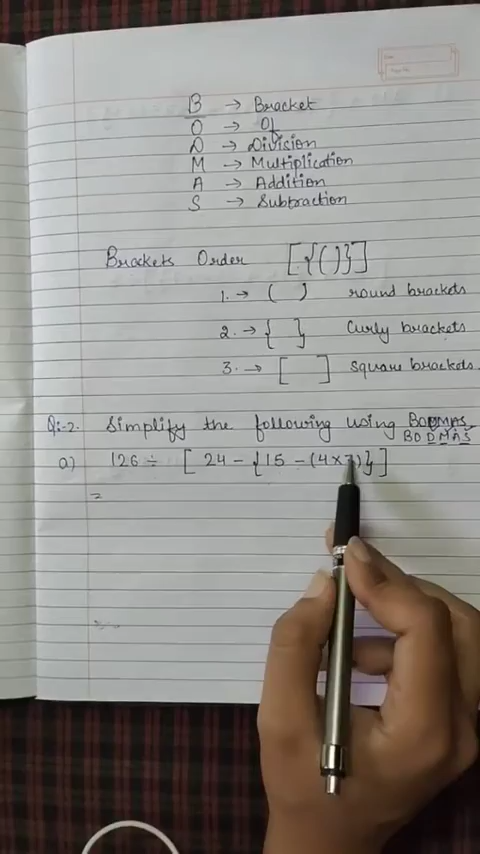 B → Bracket
O → Of
D → Division
M → Multiplication
A → Addition
S → Subtraction
Brackets Order [{()}]
1. → ( ) round brackets
2. → { } Curly brackets
3. → [ ] square brackets.
Q:-2. Simplify the following using BODMAS.
BODMAS
a) 126 ÷ [ 24 - {15 - (4×3)} ]
=